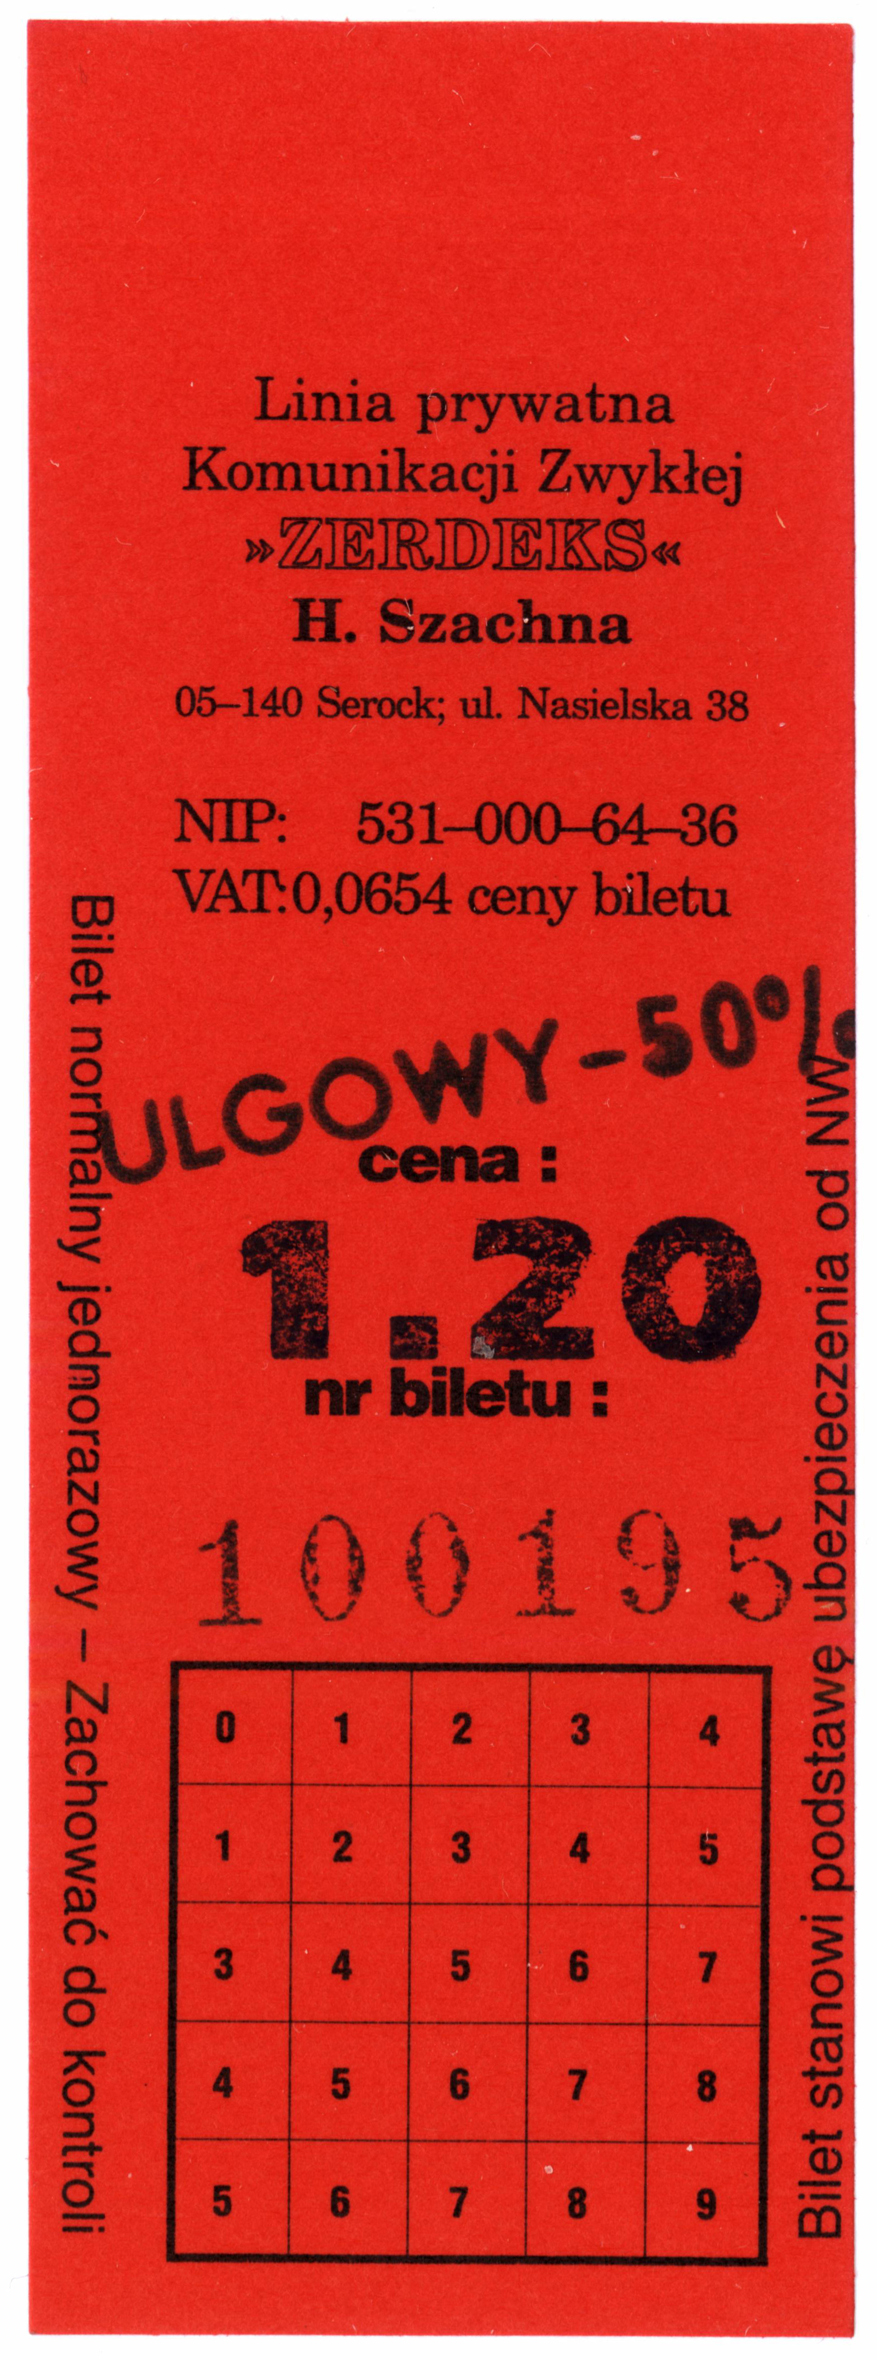 Linia prywatna
Komunikacji Zwykłej
»ZERDEKS«
H. Szachna
05–140 Serock; ul. Nasielska 38
NIP: 531–000–64–36
VAT:0,0654 ceny biletu
ULGOWY-50%
cena :
1.20
nr biletu :
100195
0 1 2 3 4
1 2 3 4 5
3 4 5 6 7
4 5 6 7 8
5 6 7 8 9
Bilet normalny jednorazowy – Zachować do kontroli
Bilet stanowi podstawę ubezpieczenia od NW